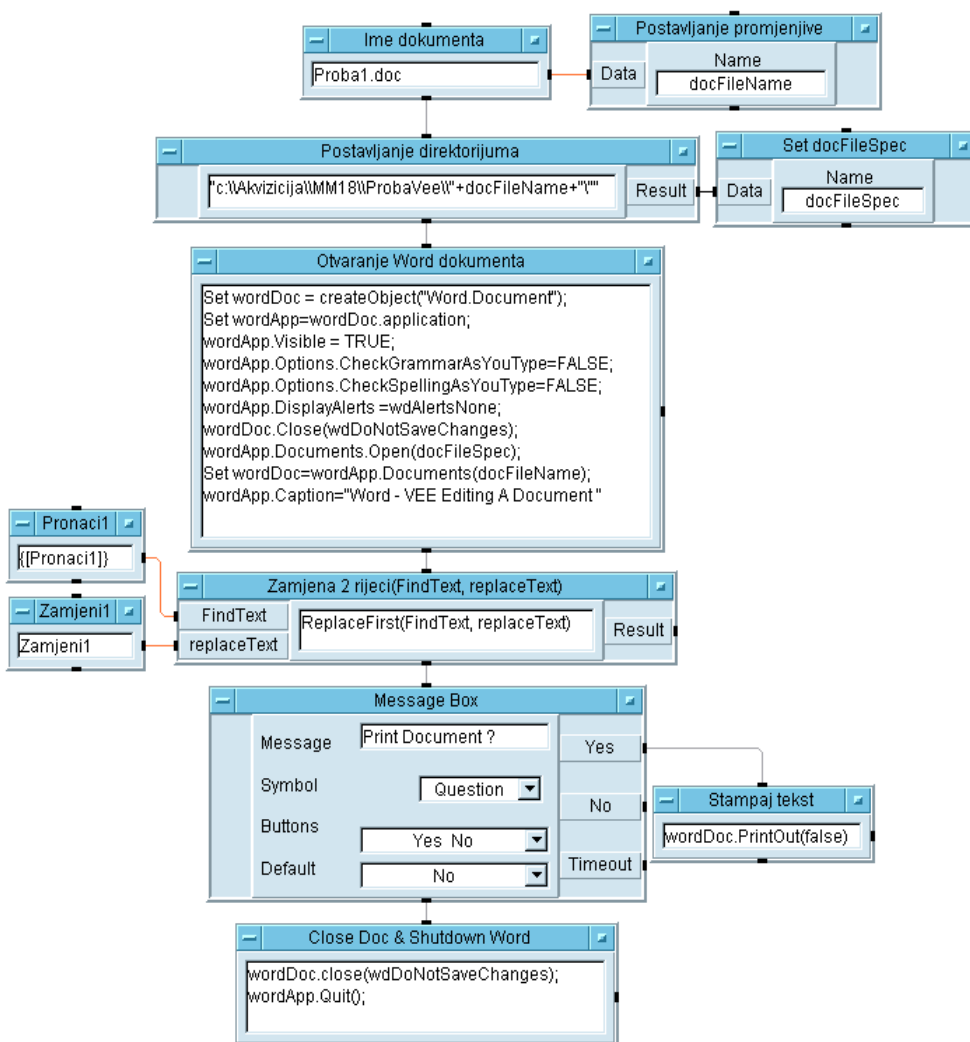 Ime dokumenta
Proba1.doc
Postavljanje promjenjive
Data
Name
docFileName
Postavljanje direktorijuma
"c:\\Akvizicija\\MM18\\ProbaVee\\"+docFileName+"\""
Result
Set docFileSpec
Data
Name
docFileSpec
Otvaranje Word dokumenta
Set wordDoc = createObject("Word.Document");
Set wordApp=wordDoc.application;
wordApp.Visible = TRUE;
wordApp.Options.CheckGrammarAsYouType=FALSE;
wordApp.Options.CheckSpellingAsYouType=FALSE;
wordApp.DisplayAlerts =wdAlertsNone;
wordDoc.Close(wdDoNotSaveChanges);
wordApp.Documents.Open(docFileSpec);
Set wordDoc=wordApp.Documents(docFileName);
wordApp.Caption="Word - VEE Editing A Document "
Pronaci1
{[Pronaci1]}
Zamjeni1
Zamjeni1
Zamjena 2 rijeci(FindText, replaceText)
FindText
replaceText
ReplaceFirst(FindText, replaceText)
Result
Message Box
Message
Print Document ?
Symbol
Question
Buttons
Yes No
Default
No
Yes
No
Timeout
Stampaj tekst
wordDoc.PrintOut(false)
Close Doc & Shutdown Word
wordDoc.close(wdDoNotSaveChanges);
wordApp.Quit();